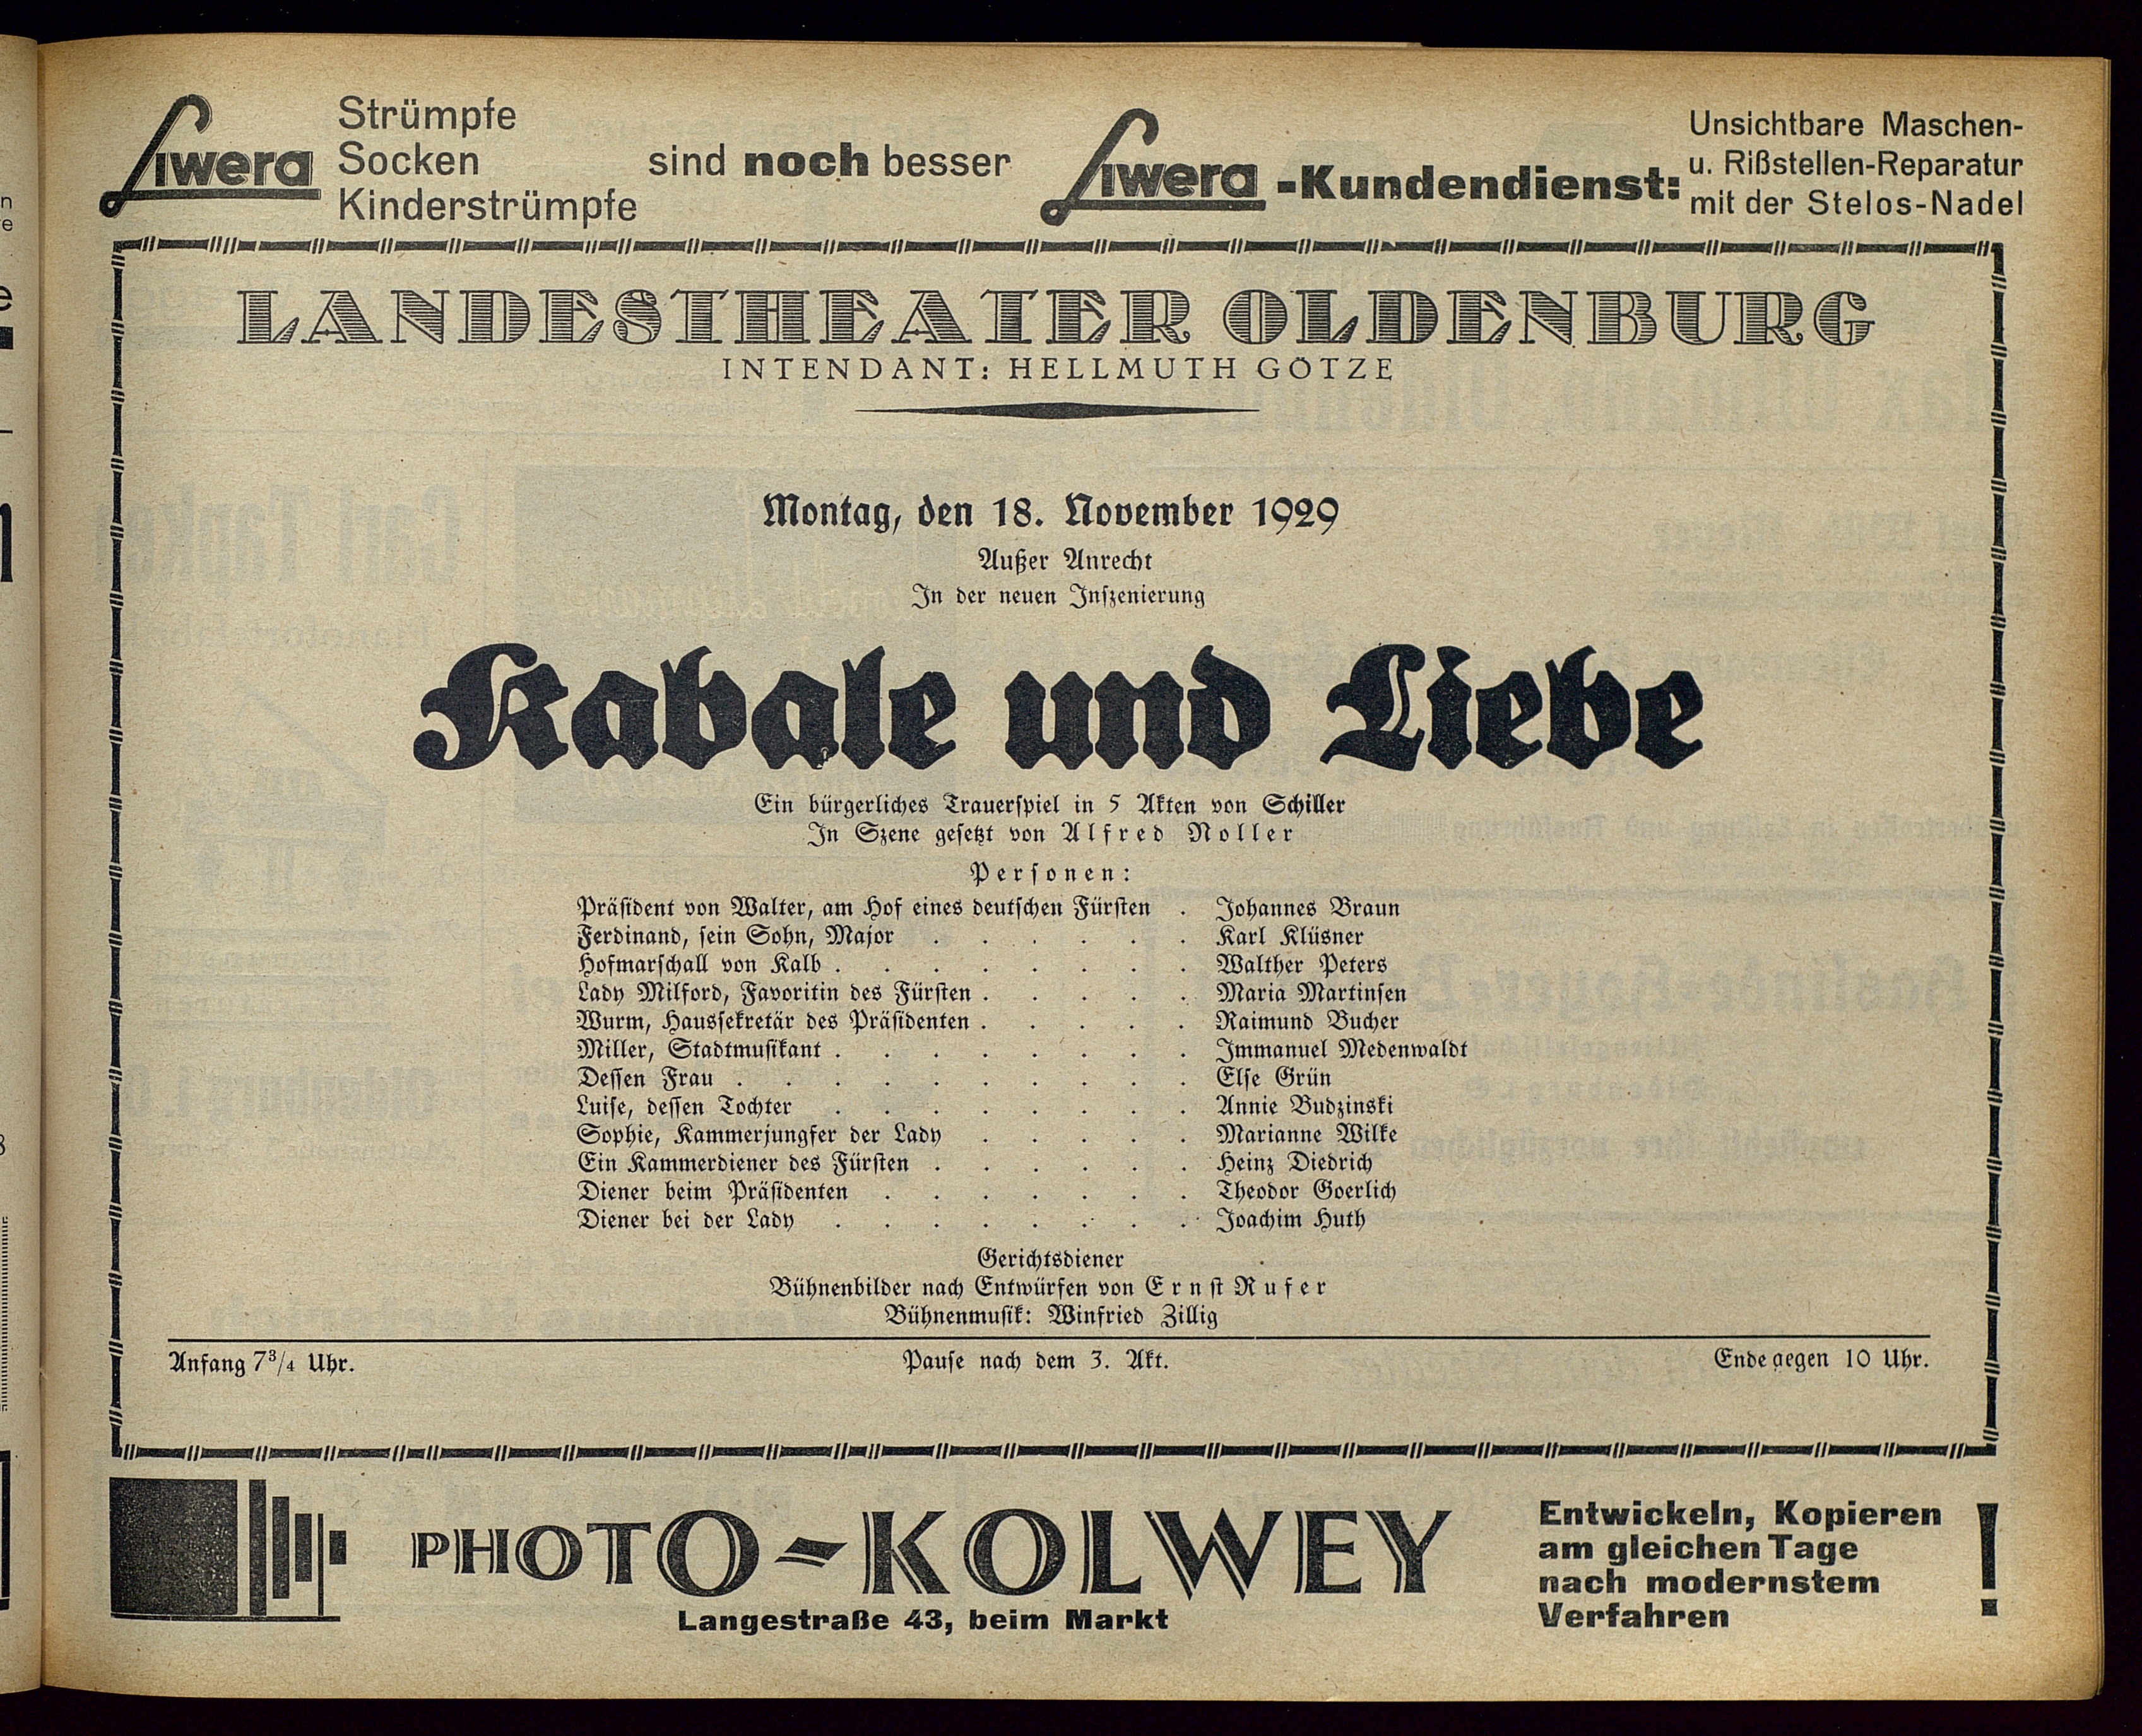 Liwera Strümpfe
Socken
Kinderstrümpfe
sind noch besser
Liwera -Kundendienst:
Unsichtbare Maschen-
u. Rißstellen-Reparatur
mit der Stelos-Nadel
LANDESTHEATER OLDENBURG
INTENDANT: HELLMUTH GÖTZE
Montag, den 18. November 1929
Außer Anrecht
In der neuen Inszenierung
Kabale und Liebe
Ein bürgerliches Trauerspiel in 5 Akten von Schiller
In Szene gesetzt von Alfred Noller
Personen:
Präsident von Walter, am Hof eines deutschen Fürsten . Johannes Braun
Ferdinand, sein Sohn, Major . . . . . . Karl Klüsner
Hofmarschall von Kalb . . . . . . . . Walther Peters
Lady Milford, Favoritin des Fürsten . . . . . Maria Martinsen
Wurm, Haussekretär des Präsidenten . . . . . Raimund Bucher
Miller, Stadtmusikant . . . . . . . . Immanuel Medenwaldt
Dessen Frau . . . . . . . . . . Else Grün
Luise, dessen Tochter . . . . . . . . Annie Budzinski
Sophie, Kammerjungfer der Lady . . . . . Marianne Wilke
Ein Kammerdiener des Fürsten . . . . . . Heinz Diedrich
Diener beim Präsidenten . . . . . . . Theodor Goerlich
Diener bei der Lady . . . . . . . . Joachim Huth
Gerichtsdiener
Bühnenbilder nach Entwürfen von Ernst Rufer
Bühnenmusik: Winfried Zillig
Anfang 7³/₄ Uhr. Pause nach dem 3. Akt. Ende gegen 10 Uhr.
PHOTO-KOLWEY
Langestraße 43, beim Markt
Entwickeln, Kopieren
am gleichen Tage
nach modernstem
Verfahren !